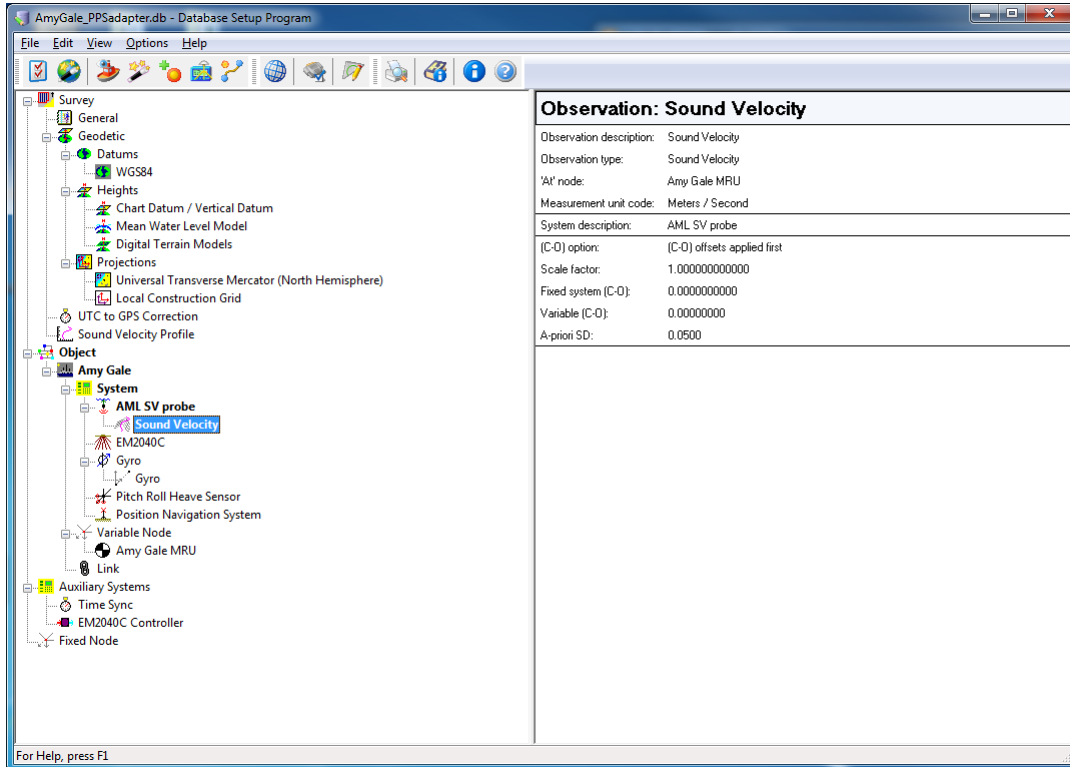 AmyGale_PPSadapter.db - Database Setup Program
File Edit View Options Help
Survey
General
Geodetic
Datums
WGS84
Heights
Chart Datum / Vertical Datum
Mean Water Level Model
Digital Terrain Models
Projections
Universal Transverse Mercator (North Hemisphere)
Local Construction Grid
UTC to GPS Correction
Sound Velocity Profile
Object
Amy Gale
System
AML SV probe
Sound Velocity
EM2040C
Gyro
Gyro
Pitch Roll Heave Sensor
Position Navigation System
Variable Node
Amy Gale MRU
Link
Auxiliary Systems
Time Sync
EM2040C Controller
Fixed Node
Observation: Sound Velocity
Observation description: Sound Velocity
Observation type: Sound Velocity
'At' node: Amy Gale MRU
Measurement unit code: Meters / Second
System description: AML SV probe
(C-O) option: (C-O) offsets applied first
Scale factor: 1.000000000000
Fixed system (C-O): 0.0000000000
Variable (C-O): 0.00000000
A-priori SD: 0.0500
For Help, press F1